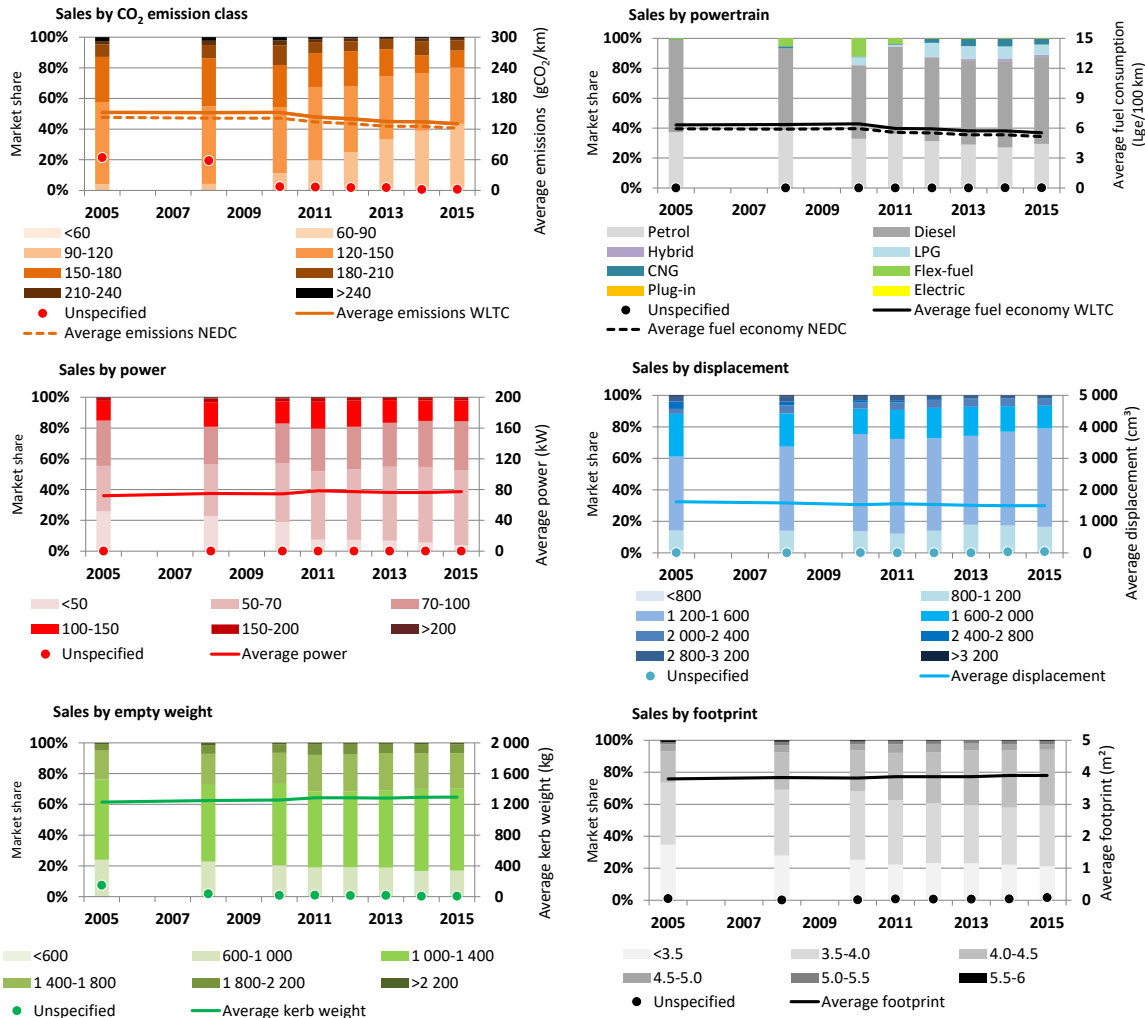 Sales by CO2 emission class
Market share
100%
80%
60%
40%
20%
0%
300
240
180
120
60
0
Average emissions (gCO2/km)
2005 2007 2009 2011 2013 2015
<60 60-90
90-120 120-150
150-180 180-210
210-240 >240
Unspecified Average emissions WLTC
Average emissions NEDC
Sales by powertrain
Market share
100%
80%
60%
40%
20%
0%
15
12
9
6
3
0
Average fuel consumption
(Lge/100 km)
2005 2007 2009 2011 2013 2015
Petrol Diesel
Hybrid LPG
CNG Flex-fuel
Plug-in Electric
Unspecified Average fuel economy WLTC
Average fuel economy NEDC
Sales by power
Market share
100%
80%
60%
40%
20%
0%
200
160
120
80
40
0
Average power (kW)
2005 2007 2009 2011 2013 2015
<50 50-70 70-100
100-150 150-200 >200
Unspecified Average power
Sales by displacement
Market share
100%
80%
60%
40%
20%
0%
5 000
4 000
3 000
2 000
1 000
0
Average displacement (cm³)
2005 2007 2009 2011 2013 2015
<800 800-1 200
1 200-1 600 1 600-2 000
2 000-2 400 2 400-2 800
2 800-3 200 >3 200
Unspecified Average displacement
Sales by empty weight
Market share
100%
80%
60%
40%
20%
0%
2 000
1 600
1 200
800
400
0
Average kerb weight (kg)
2005 2007 2009 2011 2013 2015
<600 600-1 000 1 000-1 400
1 400-1 800 1 800-2 200 >2 200
Unspecified Average kerb weight
Sales by footprint
Market share
100%
80%
60%
40%
20%
0%
5
4
3
2
1
0
Average footprint (m²)
2005 2007 2009 2011 2013 2015
<3.5 3.5-4.0 4.0-4.5
4.5-5.0 5.0-5.5 5.5-6
Unspecified Average footprint